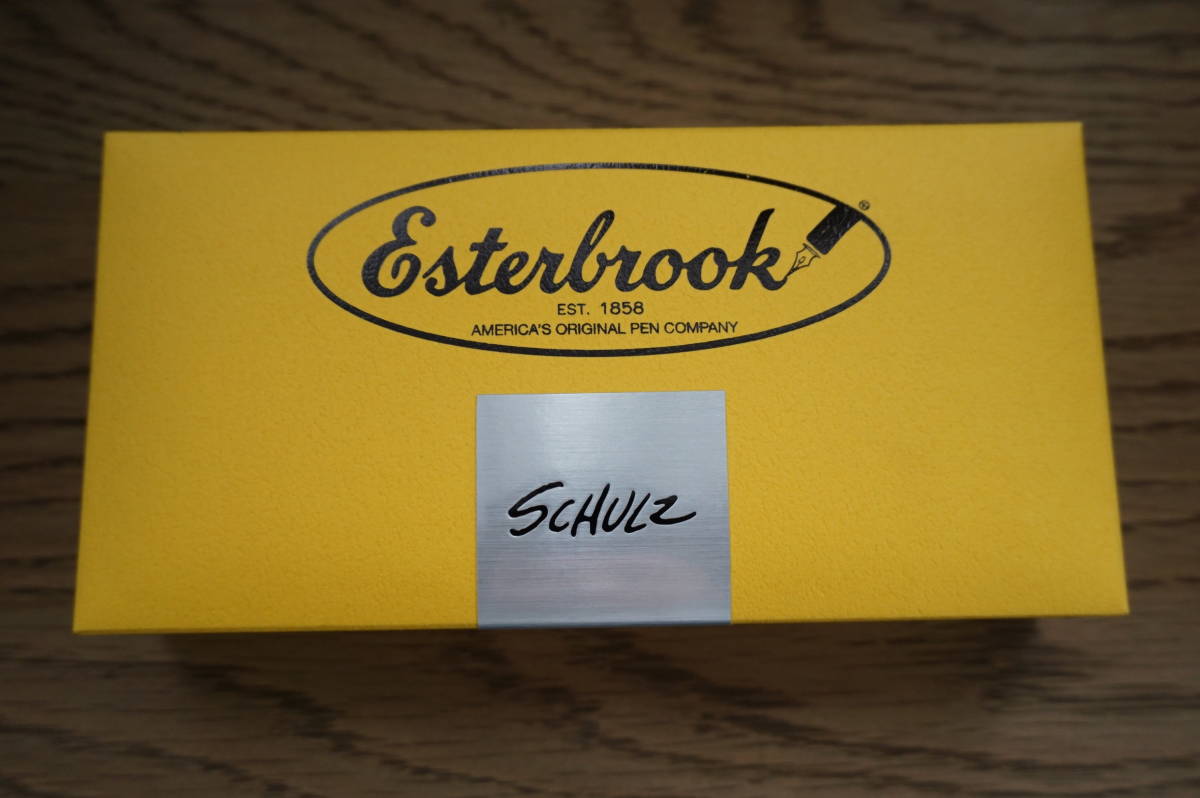 Esterbrook®
EST. 1858
AMERICA'S ORIGINAL PEN COMPANY
SCHULZ